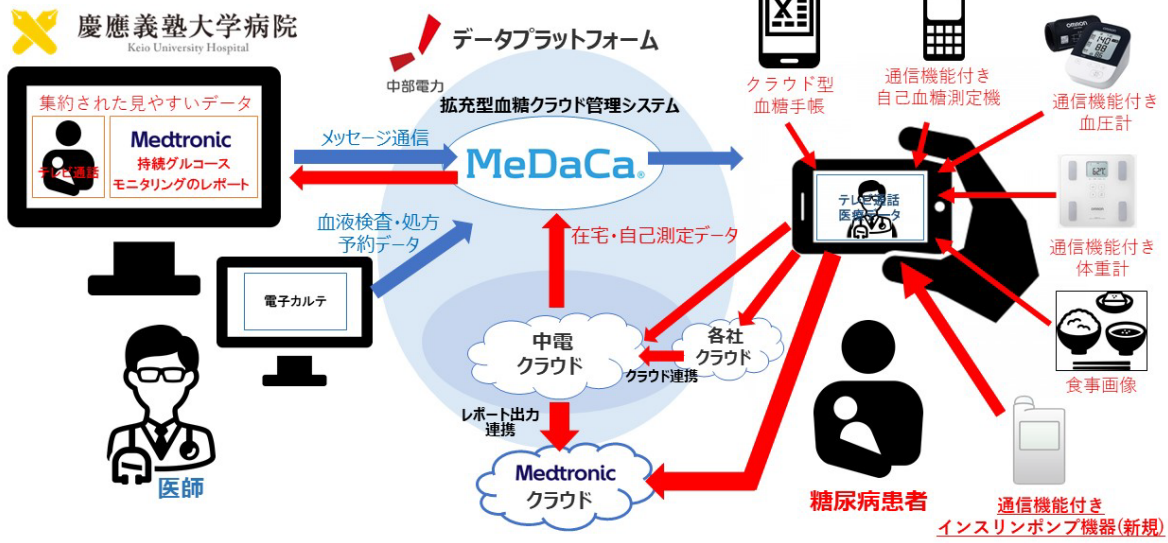 慶應義塾大学病院
Keio University Hospital
集約された見やすいデータ
テレビ通話
Medtronic
持続グルコース
モニタリングのレポート
電子カルテ
医師
メッセージ通信
血液検査・処方
予約データ
中部電力
データプラットフォーム
拡充型血糖クラウド管理システム
MeDaCa®
在宅・自己測定データ
中電
クラウド
各社
クラウド
クラウド連携
レポート出力
連携
Medtronic
クラウド
クラウド型
血糖手帳
通信機能付き
自己血糖測定機
OMRON
通信機能付き
血圧計
テレビ通話
医療データ
通信機能付き
体重計
食事画像
糖尿病患者
通信機能付き
インスリンポンプ機器(新規)